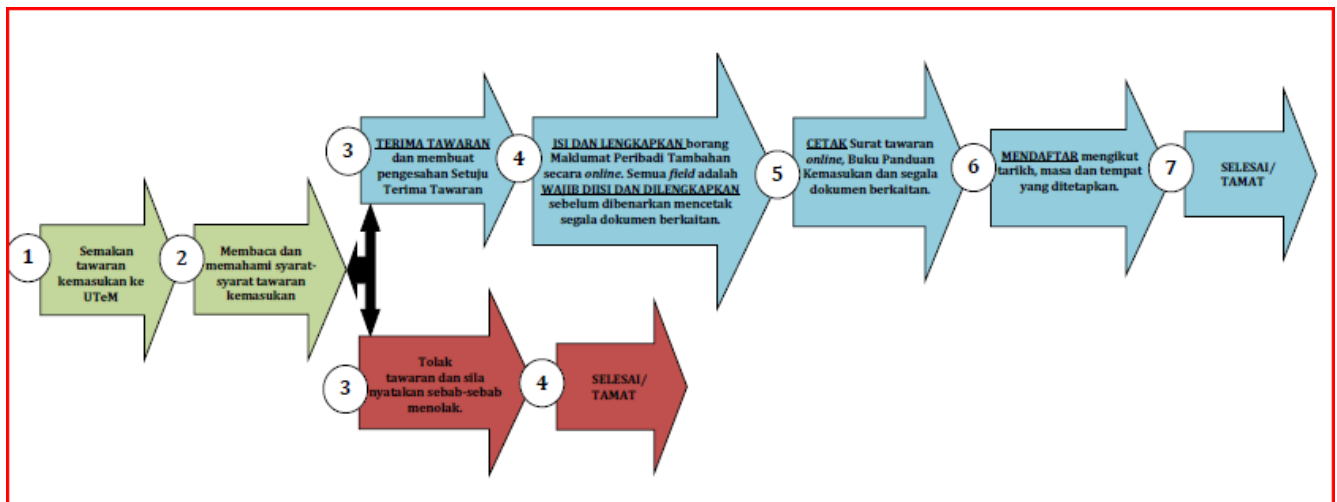 1
Semakan
tawaran
kemasukan ke
UTeM
2
Membaca dan
memahami syarat-
syarat tawaran
kemasukan
3
TERIMA TAWARAN
dan membuat
pengesahan Setuju
Terima Tawaran
4
ISI DAN LENGKAPKAN borang
Maklumat Peribadi Tambahan
secara online. Semua field adalah
WAJIB DIISI DAN DILENGKAPKAN
sebelum dibenarkan mencetak
segala dokumen berkaitan.
5
CETAK Surat tawaran
online, Buku Panduan
Kemasukan dan segala
dokumen berkaitan.
6
MENDAFTAR mengikut
tarikh, masa dan tempat
yang ditetapkan.
7
SELESAI/
TAMAT
3
Tolak
tawaran dan sila
nyatakan sebab-sebab
menolak.
4
SELESAI/
TAMAT